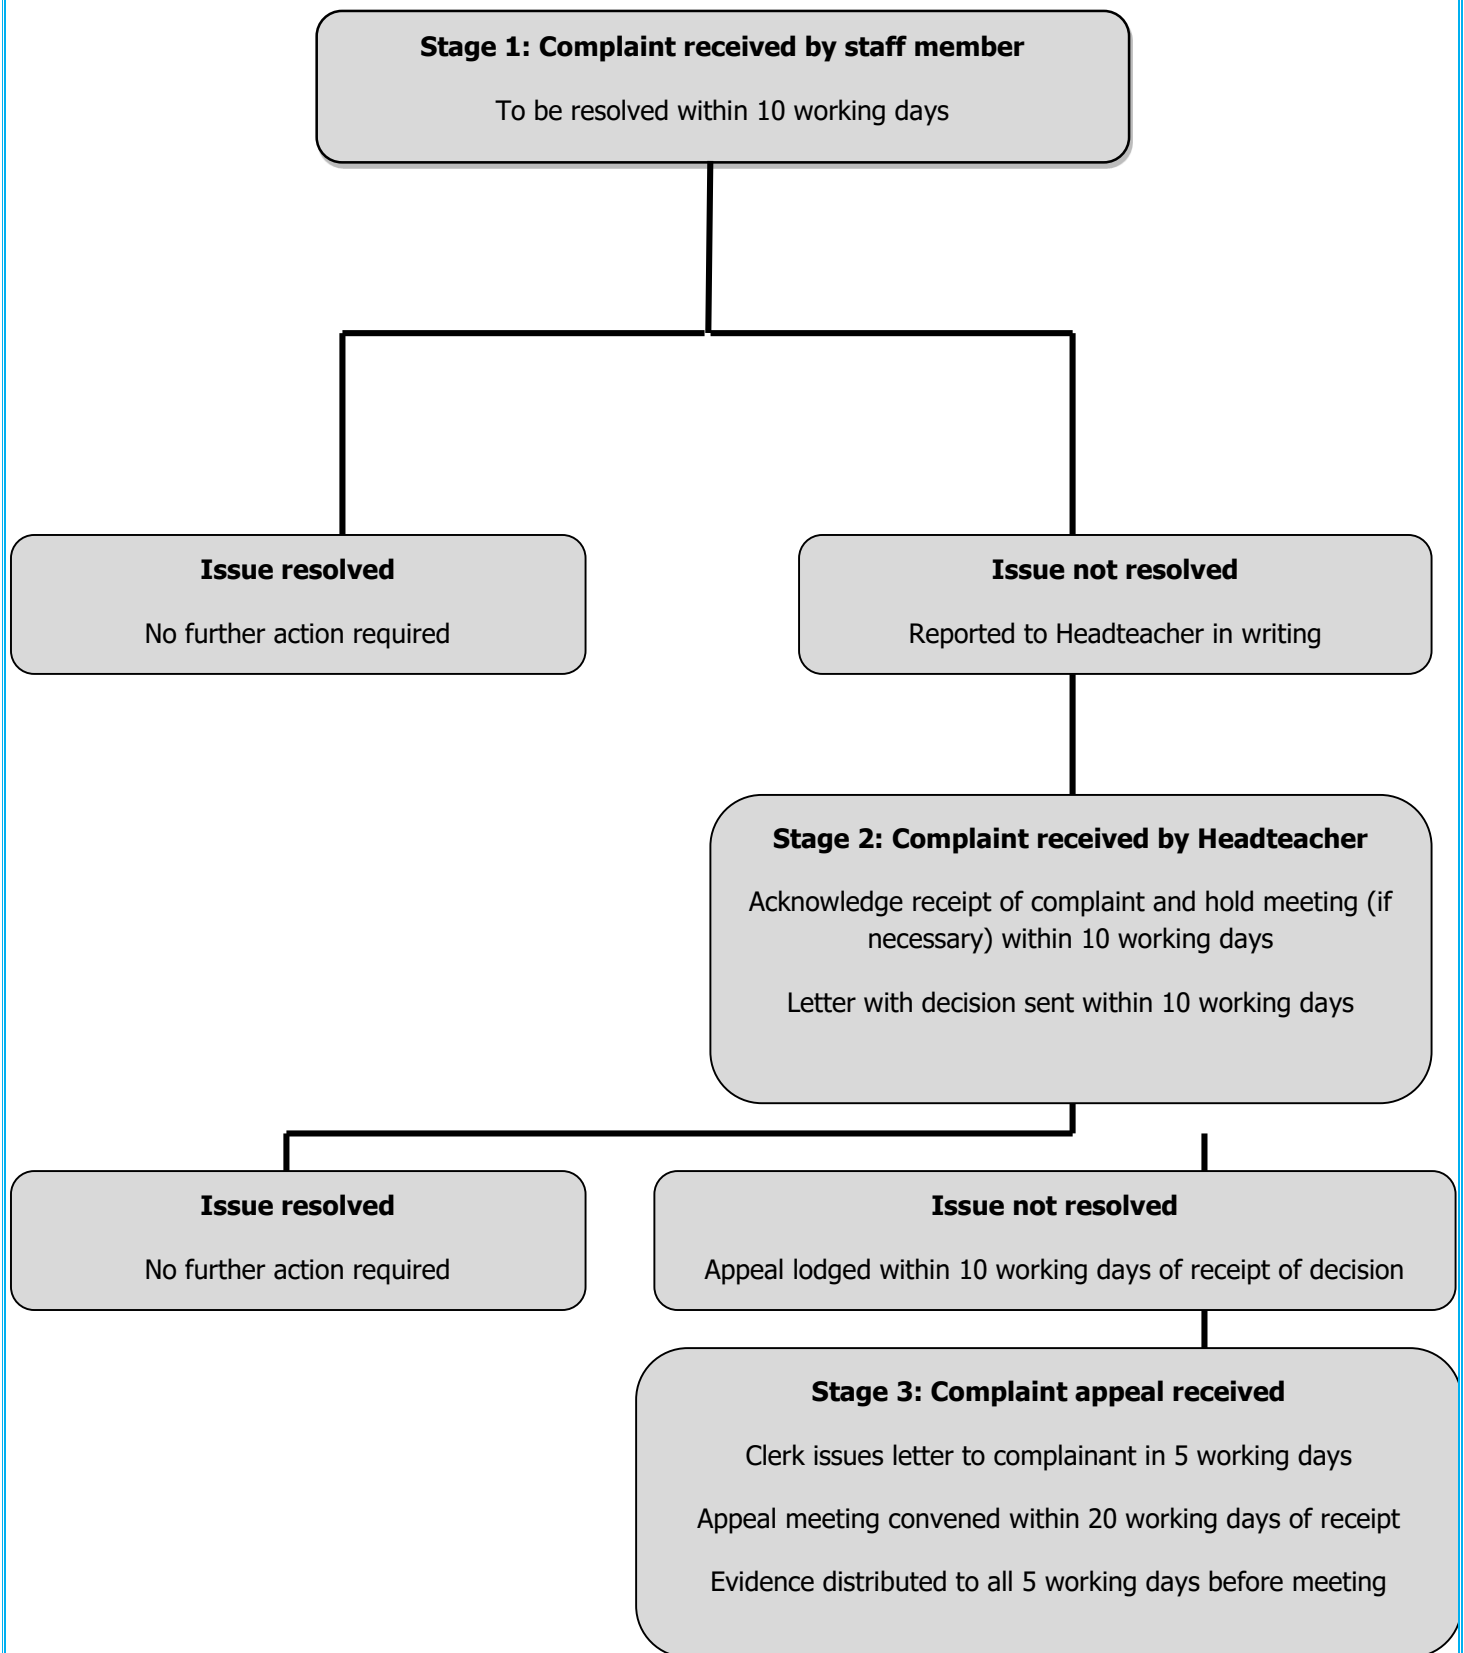 Stage 1: Complaint received by staff member
To be resolved within 10 working days
Issue resolved
No further action required
Issue not resolved
Reported to Headteacher in writing
Stage 2: Complaint received by Headteacher
Acknowledge receipt of complaint and hold meeting (if
necessary) within 10 working days
Letter with decision sent within 10 working days
Issue resolved
No further action required
Issue not resolved
Appeal lodged within 10 working days of receipt of decision
Stage 3: Complaint appeal received
Clerk issues letter to complainant in 5 working days
Appeal meeting convened within 20 working days of receipt
Evidence distributed to all 5 working days before meeting